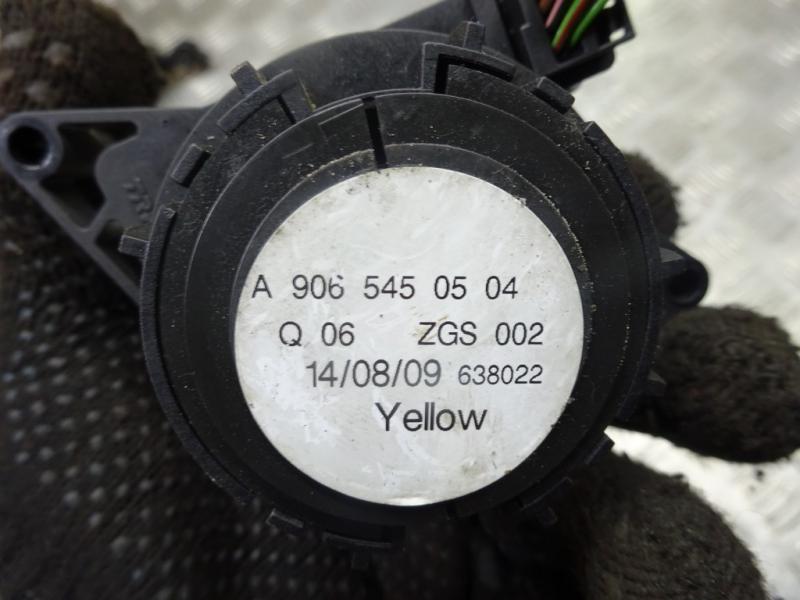 A 906 545 05 04
Q 06 ZGS 002
14/08/09 638022
Yellow